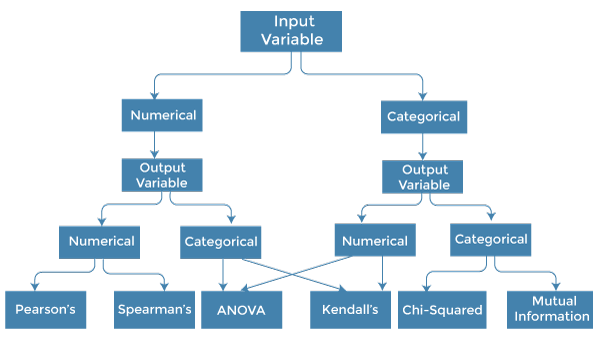 Input
Variable
Numerical
Categorical
Output
Variable
Output
Variable
Numerical
Categorical
Numerical
Categorical
Pearson's
Spearman's
ANOVA
Kendall's
Chi-Squared
Mutual
Information